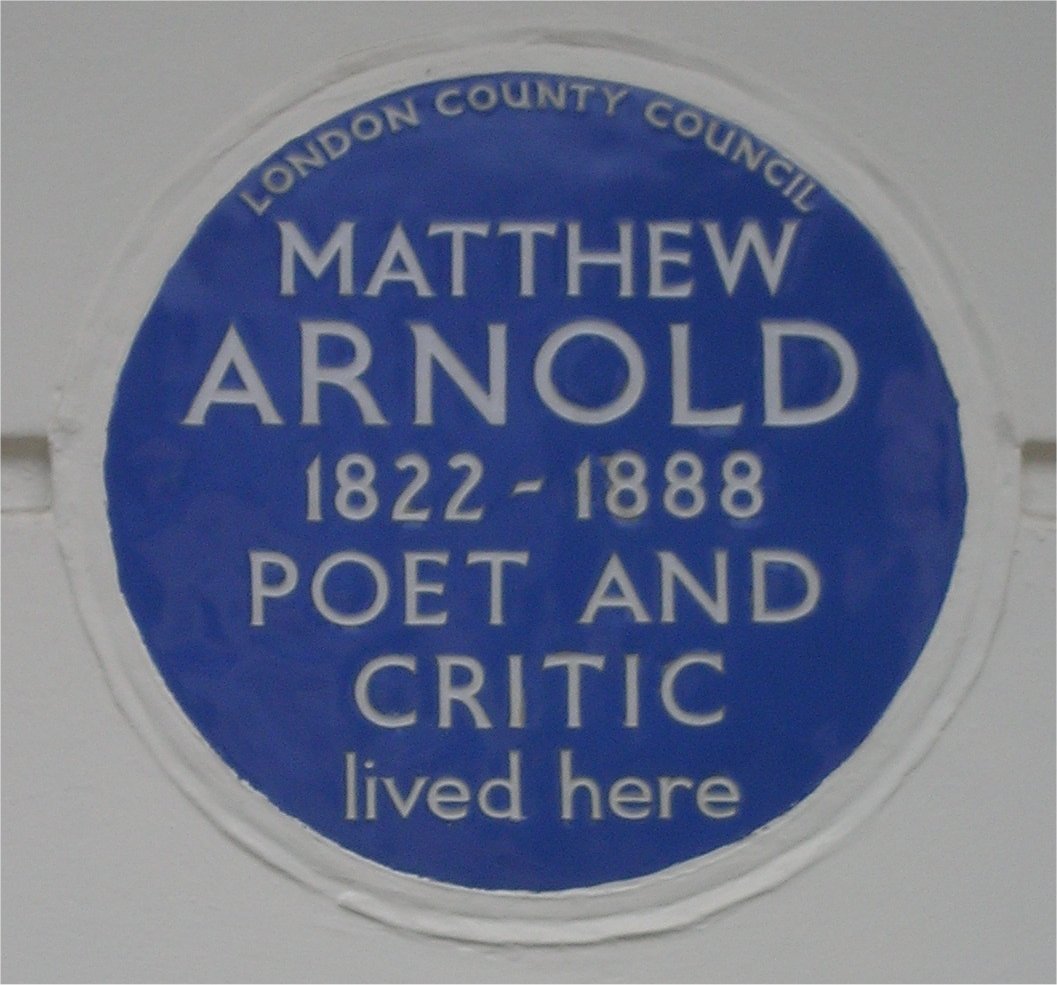 LONDON COUNTY COUNCIL
MATTHEW
ARNOLD
1822 - 1888
POET AND
CRITIC
lived here